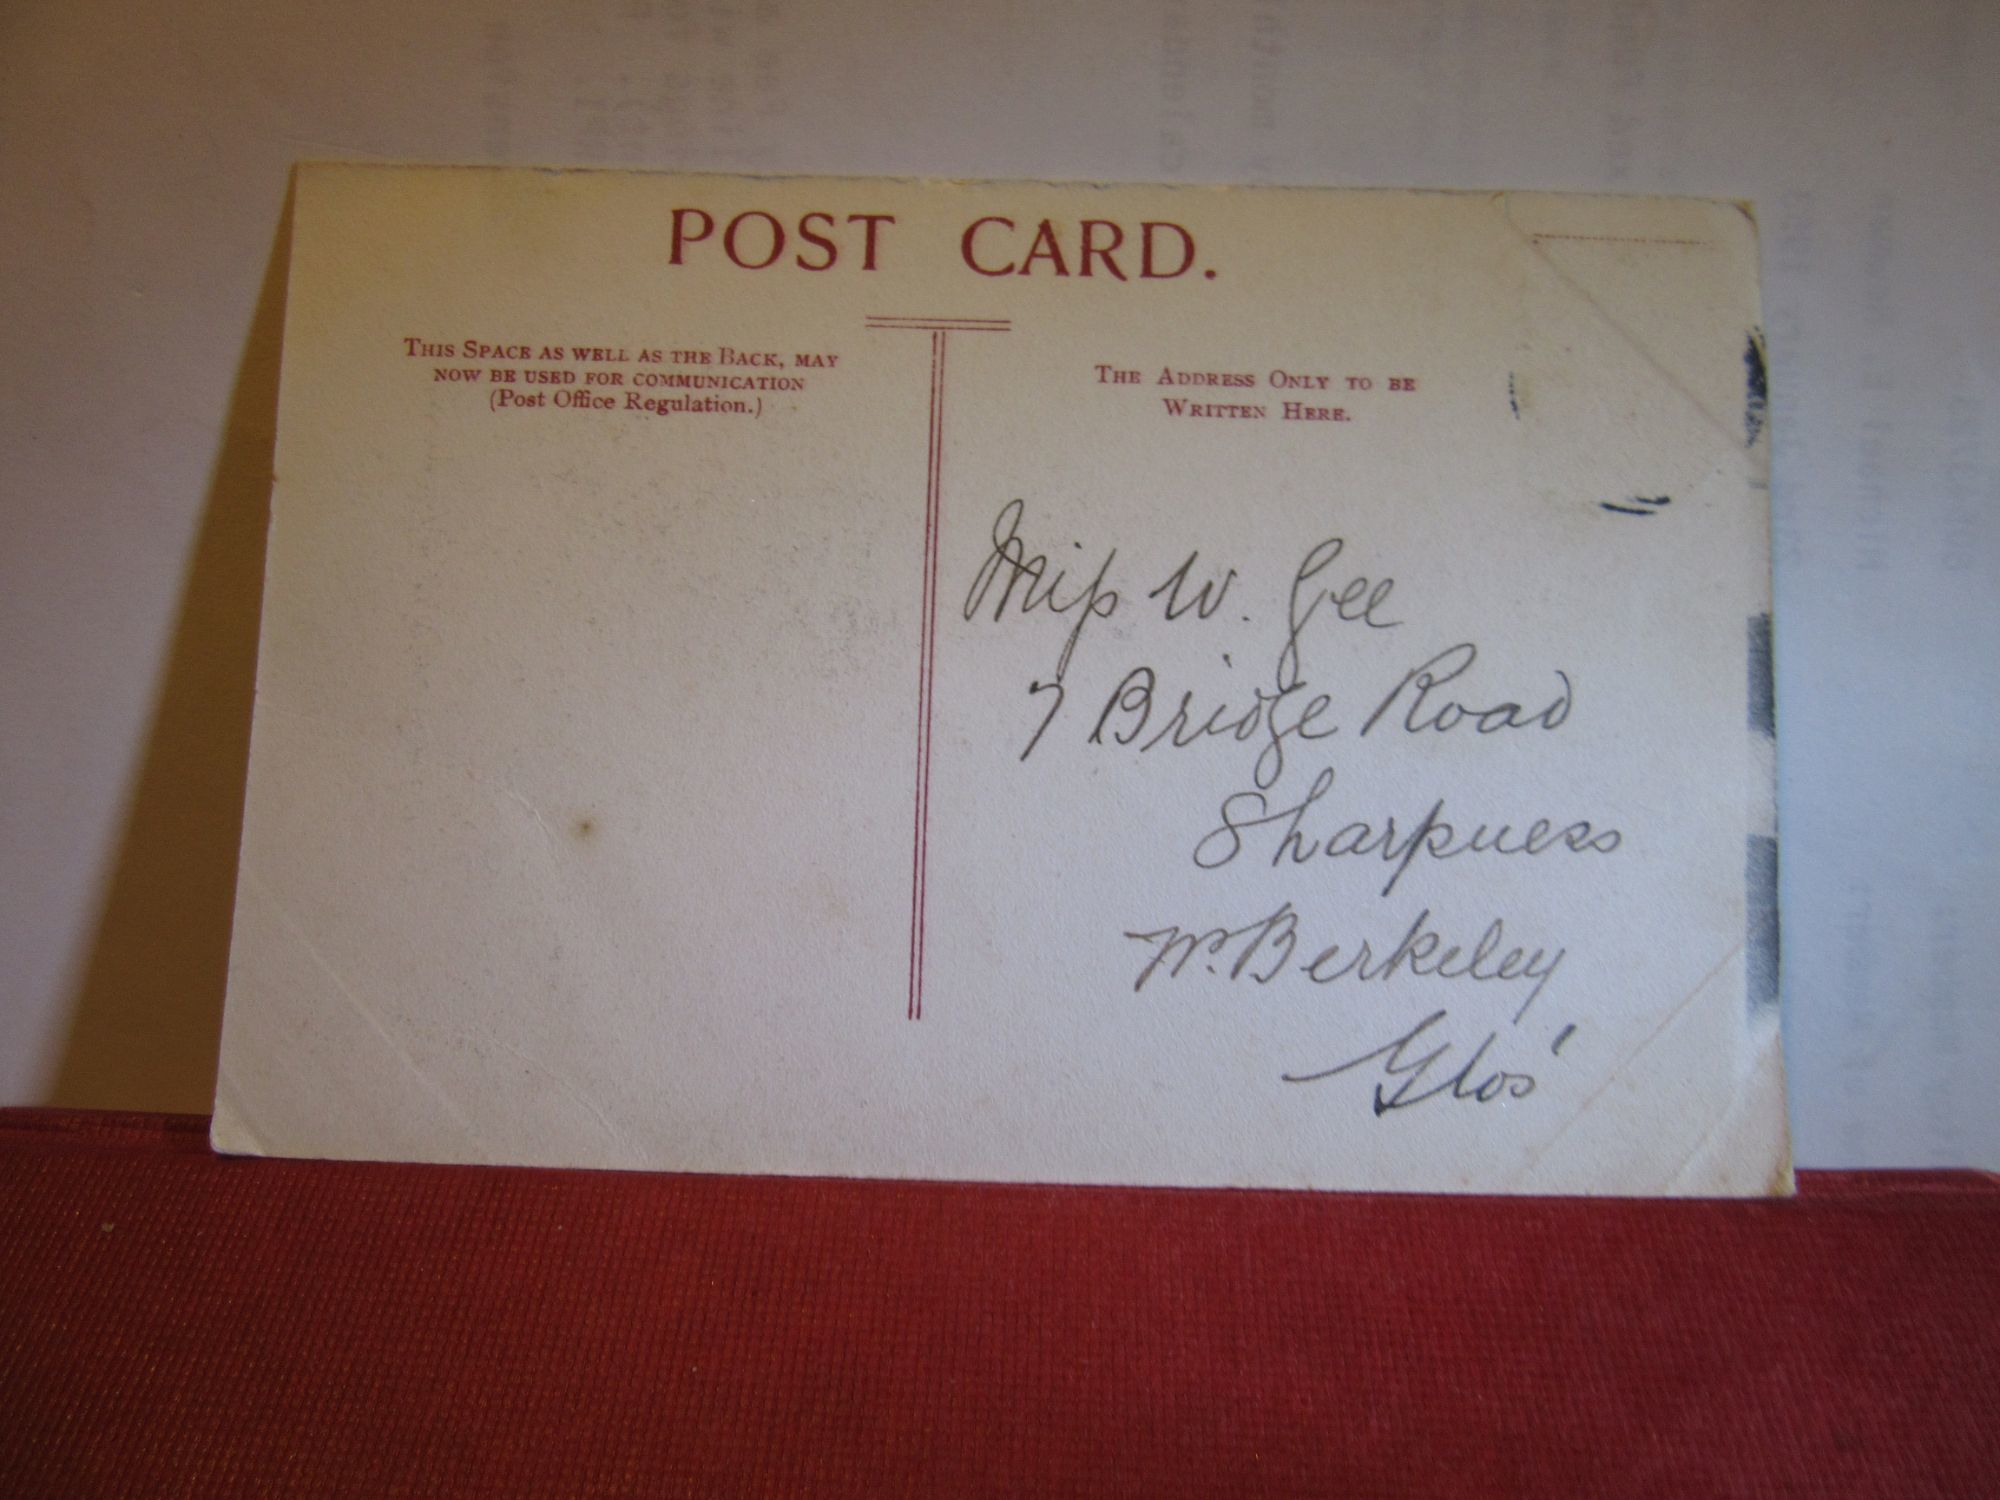 POST CARD.
THIS SPACE AS WELL AS THE BACK, MAY
NOW BE USED FOR COMMUNICATION
(Post Office Regulation.)
THE ADDRESS ONLY TO BE
WRITTEN HERE.
Miss W. Gee
7 Bridge Road
Sharpness
Nr. Berkeley
Glos'